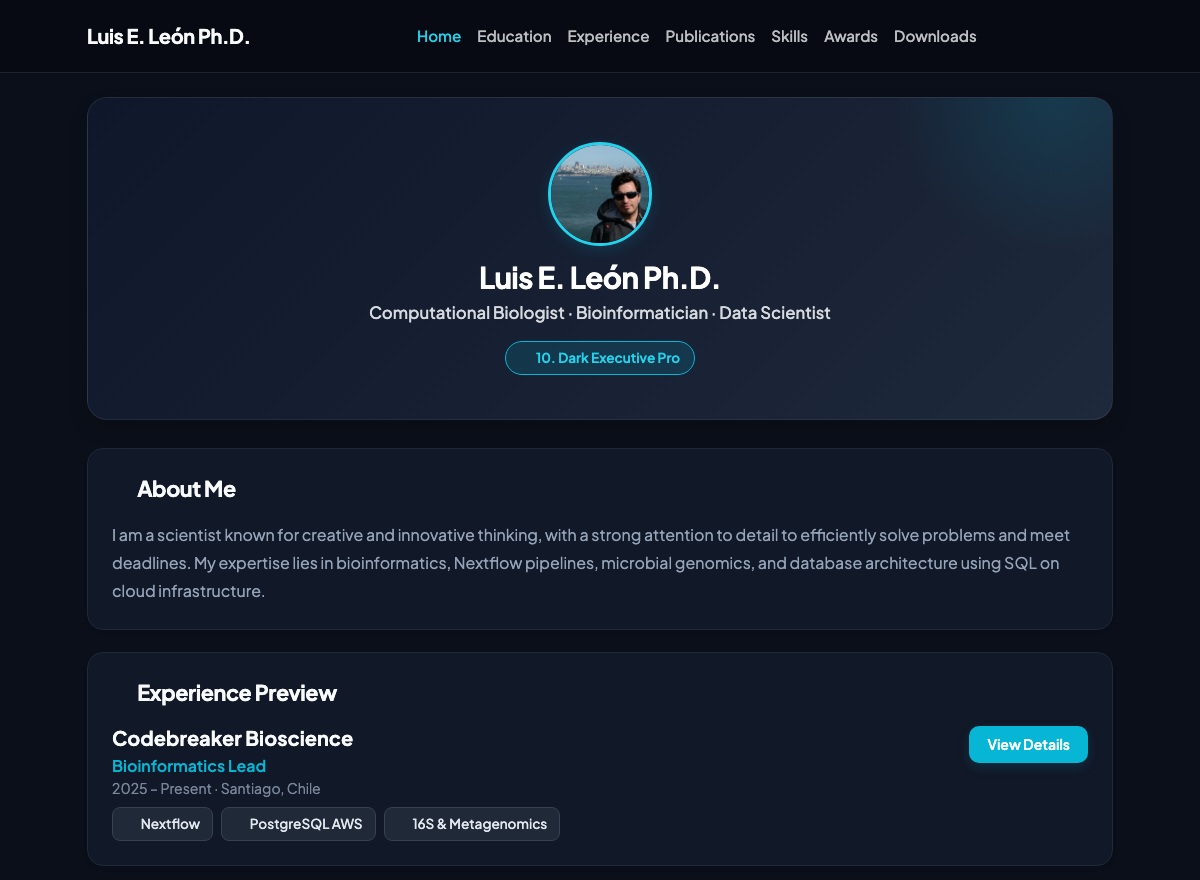 Luis E. León Ph.D.
Home Education Experience Publications Skills Awards Downloads
Luis E. León Ph.D.
Computational Biologist · Bioinformatician · Data Scientist
10. Dark Executive Pro
About Me
I am a scientist known for creative and innovative thinking, with a strong attention to detail to efficiently solve problems and meet
deadlines. My expertise lies in bioinformatics, Nextflow pipelines, microbial genomics, and database architecture using SQL on
cloud infrastructure.
Experience Preview
Codebreaker Bioscience
View Details
Bioinformatics Lead
2025 – Present · Santiago, Chile
Nextflow PostgreSQL AWS 16S & Metagenomics